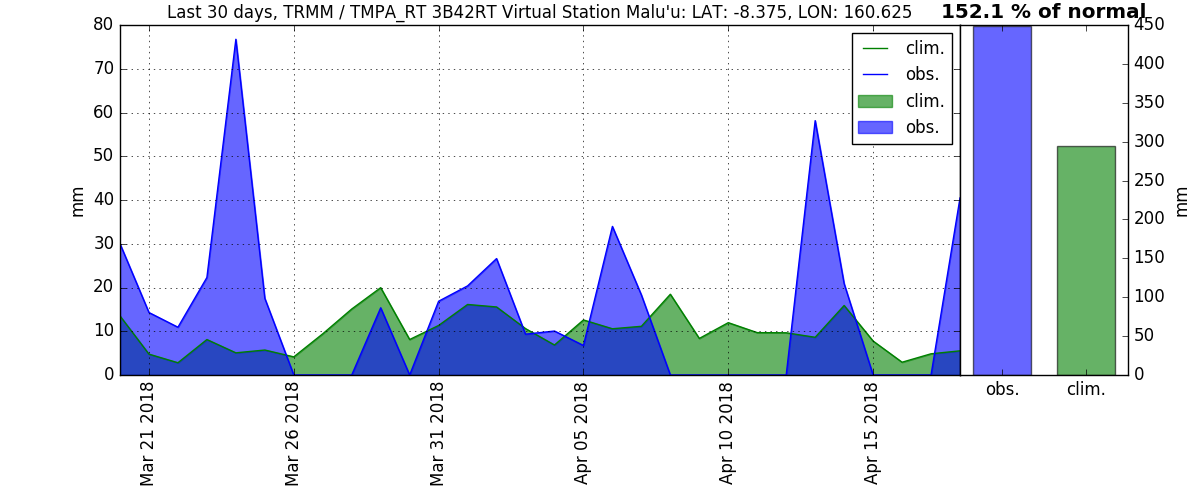 Last 30 days, TRMM / TMPA_RT 3B42RT Virtual Station Malu'u: LAT: -8.375, LON: 160.625
152.1 % of normal
80
70
60
50
40
30
20
10
0
mm
clim.
obs.
clim.
obs.
Mar 21 2018
Mar 26 2018
Mar 31 2018
Apr 05 2018
Apr 10 2018
Apr 15 2018
450
400
350
300
250
200
150
100
50
0
mm
obs.
clim.